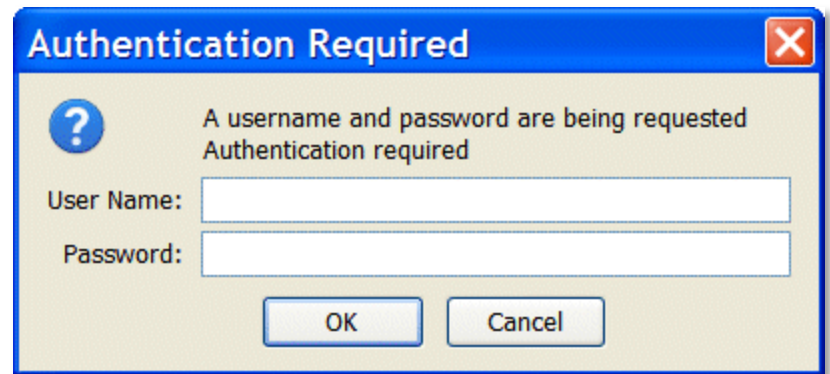 Authentication Required
A username and password are being requested
Authentication required
User Name:
Password:
OK Cancel